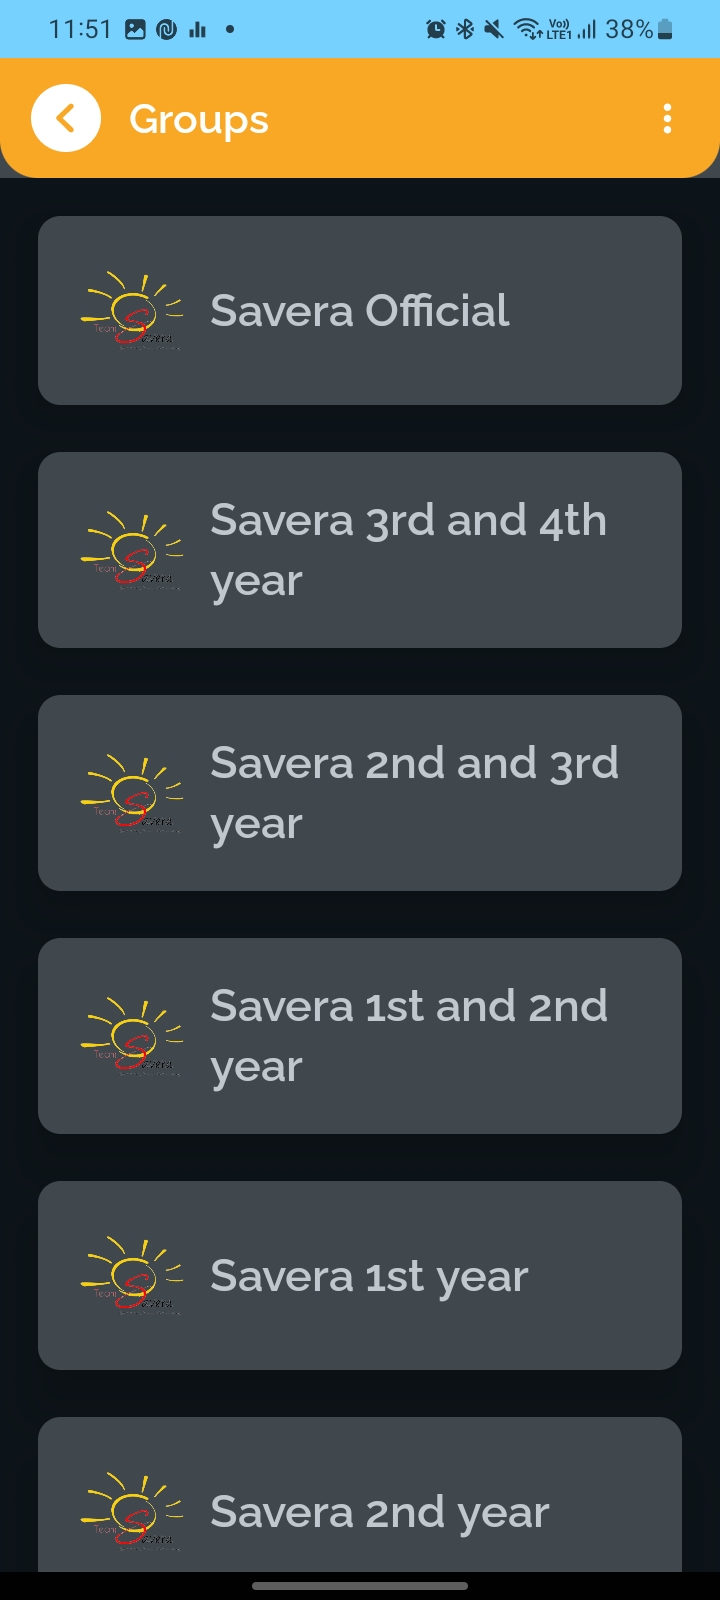 11:51
Vo))
LTE1
38%
Groups
Team Savera
Savera Official
Team Savera
Savera 3rd and 4th
year
Team Savera
Savera 2nd and 3rd
year
Team Savera
Savera 1st and 2nd
year
Team Savera
Savera 1st year
Team Savera
Savera 2nd year